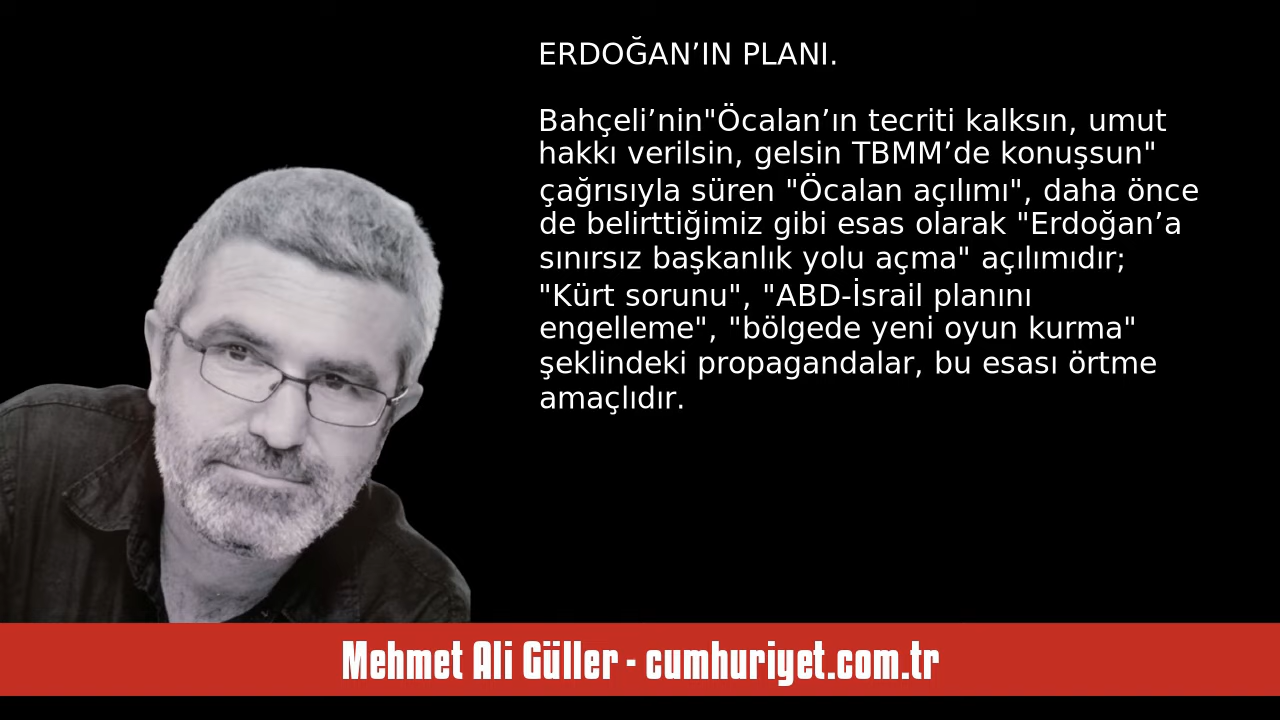 ERDOĞAN’IN PLANI.
Bahçeli’nin"Öcalan’ın tecriti kalksın, umut
hakkı verilsin, gelsin TBMM’de konuşsun"
çağrısıyla süren "Öcalan açılımı", daha önce
de belirttiğimiz gibi esas olarak "Erdoğan’a
sınırsız başkanlık yolu açma" açılımıdır;
"Kürt sorunu", "ABD-İsrail planını
engelleme", "bölgede yeni oyun kurma"
şeklindeki propagandalar, bu esası örtme
amaçlıdır.
Mehmet Ali Güller - cumhuriyet.com.tr